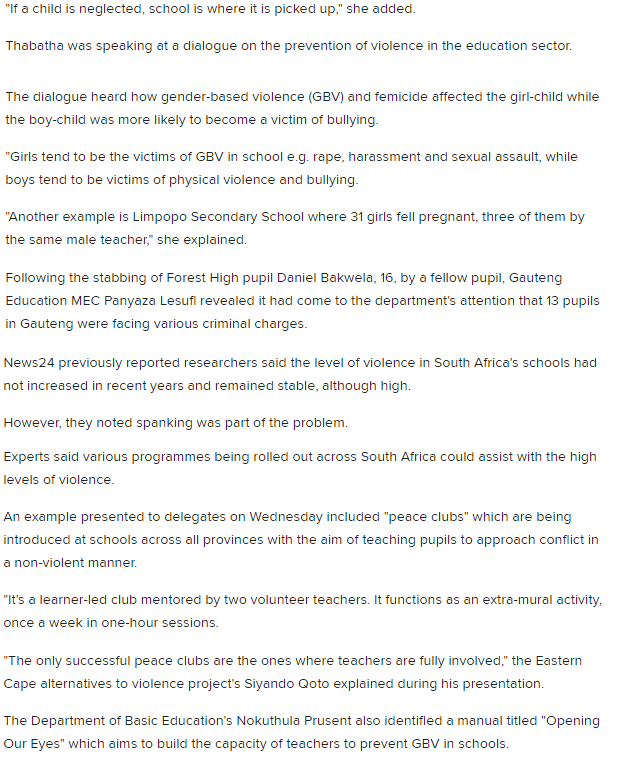 "If a child is neglected, school is where it is picked up," she added.
Thabatha was speaking at a dialogue on the prevention of violence in the education sector.
The dialogue heard how gender-based violence (GBV) and femicide affected the girl-child while
the boy-child was more likely to become a victim of bullying.
"Girls tend to be the victims of GBV in school e.g. rape, harassment and sexual assault, while
boys tend to be victims of physical violence and bullying.
"Another example is Limpopo Secondary School where 31 girls fell pregnant, three of them by
the same male teacher," she explained.
Following the stabbing of Forest High pupil Daniel Bakwela, 16, by a fellow pupil, Gauteng
Education MEC Panyaza Lesufi revealed it had come to the department's attention that 13 pupils
in Gauteng were facing various criminal charges.
News24 previously reported researchers said the level of violence in South Africa's schools had
not increased in recent years and remained stable, although high.
However, they noted spanking was part of the problem.
Experts said various programmes being rolled out across South Africa could assist with the high
levels of violence.
An example presented to delegates on Wednesday included "peace clubs" which are being
introduced at schools across all provinces with the aim of teaching pupils to approach conflict in
a non-violent manner.
"It's a learner-led club mentored by two volunteer teachers. It functions as an extra-mural activity,
once a week in one-hour sessions.
"The only successful peace clubs are the ones where teachers are fully involved," the Eastern
Cape alternatives to violence project's Siyando Qoto explained during his presentation.
The Department of Basic Education's Nokuthula Prusent also identified a manual titled "Opening
Our Eyes" which aims to build the capacity of teachers to prevent GBV in schools.